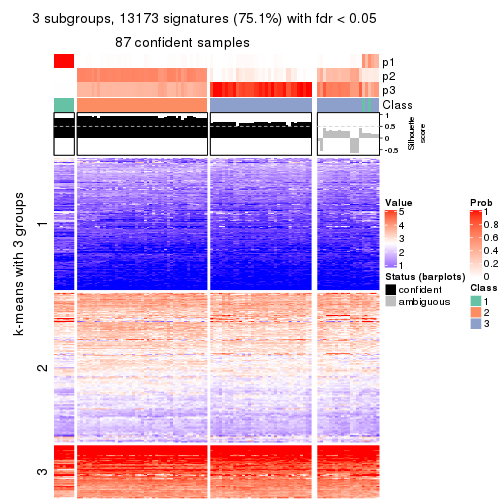 3 subgroups, 13173 signatures (75.1%) with fdr < 0.05
87 confident samples
p1
p2
p3
Class
1
0.5
0
-0.5
Silhouette
score
k-means with 3 groups
1
2
3
Value
5
4
3
2
1
Status (barplots)
confident
ambiguous
Prob
1
0.8
0.6
0.4
0.2
0
Class
1
2
3